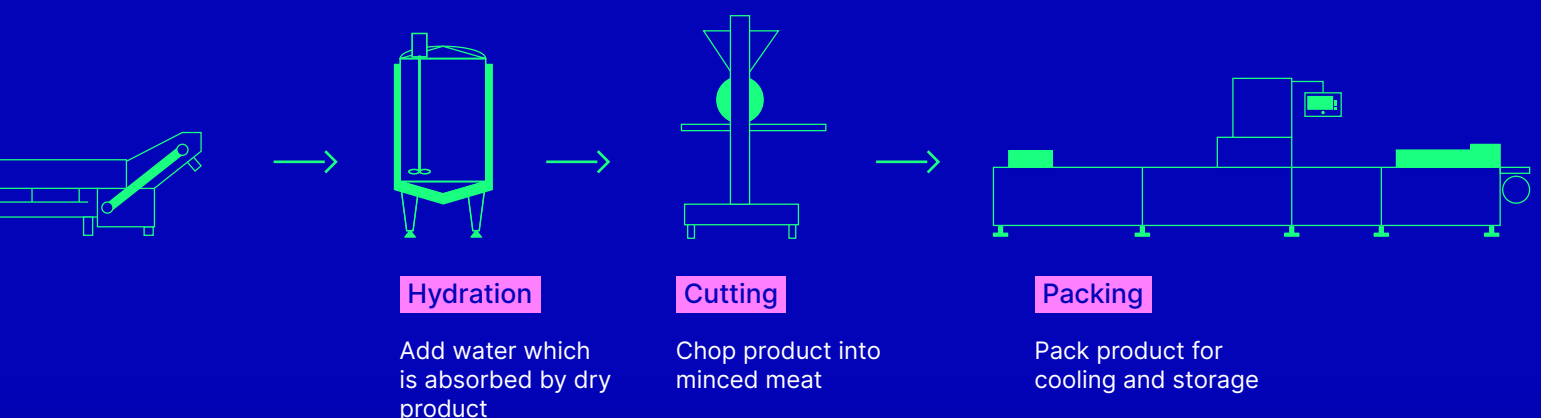 Hydration
Add water which
is absorbed by dry
product
Cutting
Chop product into
minced meat
Packing
Pack product for
cooling and storage